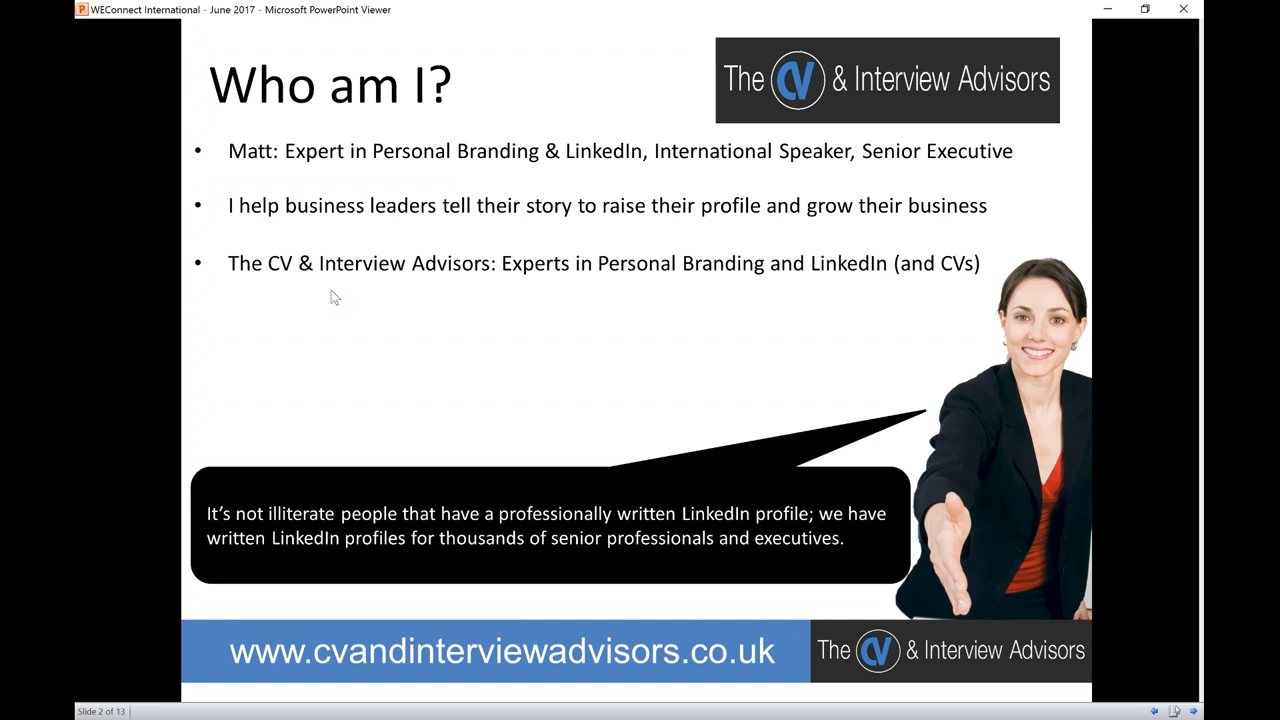 WEConnect International - June 2017 - Microsoft PowerPoint Viewer
Who am I?
The CV & Interview Advisors
• Matt: Expert in Personal Branding & LinkedIn, International Speaker, Senior Executive
• I help business leaders tell their story to raise their profile and grow their business
• The CV & Interview Advisors: Experts in Personal Branding and LinkedIn (and CVs)
It’s not illiterate people that have a professionally written LinkedIn profile; we have
written LinkedIn profiles for thousands of senior professionals and executives.
www.cvandinterviewadvisors.co.uk
The CV & Interview Advisors
Slide 2 of 13